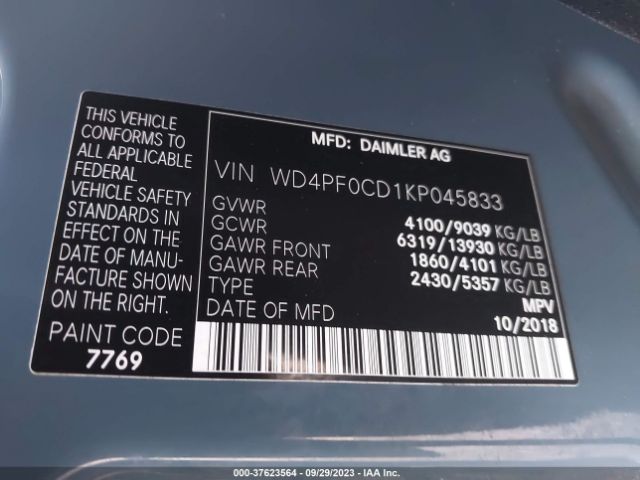 THIS VEHICLE
CONFORMS TO
ALL APPLICABLE
FEDERAL
VEHICLE SAFETY
STANDARDS IN
EFFECT ON THE
DATE OF MANU-
FACTURE SHOWN
ON THE RIGHT.
PAINT CODE
7769
MFD: DAIMLER AG
VIN WD4PF0CD1KP045833
GVWR 4100/9039 KG/LB
GCWR 6319/13930 KG/LB
GAWR FRONT 1860/4101 KG/LB
GAWR REAR 2430/5357 KG/LB
TYPE MPV
DATE OF MFD 10/2018
000-37623564 / 09/29/2023 / IAA CORP